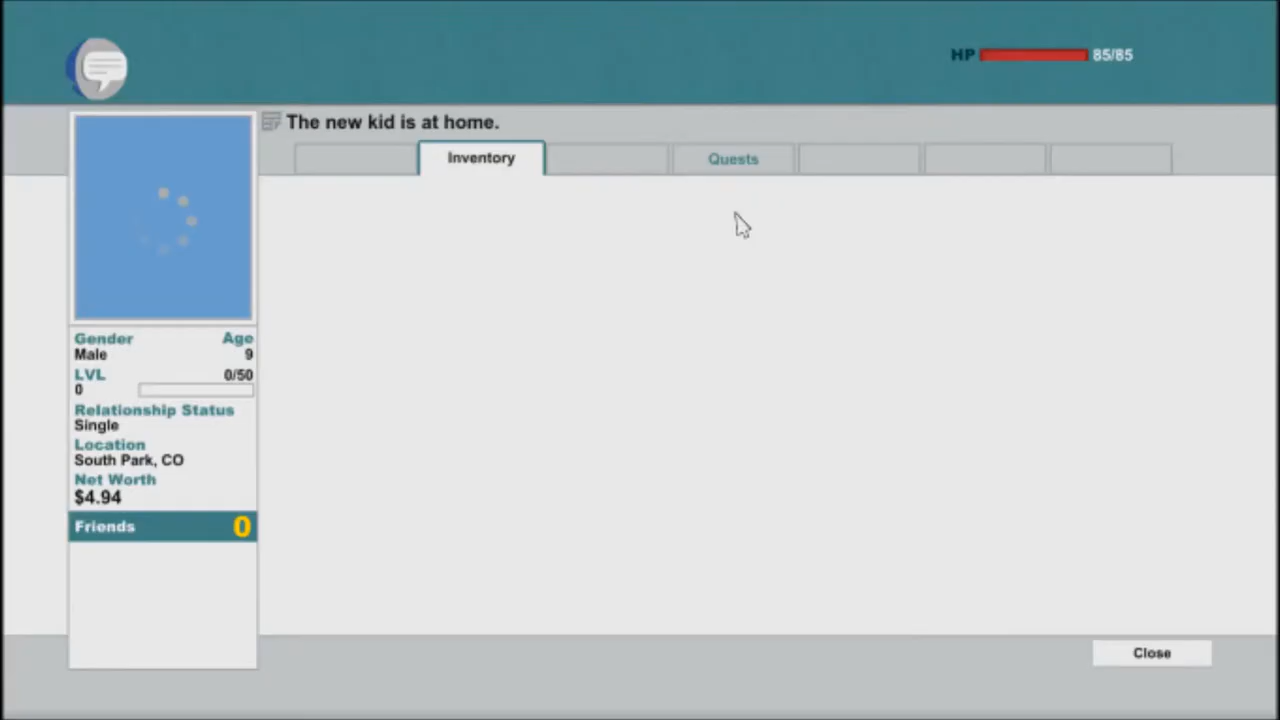 HP 85/85
The new kid is at home.
Inventory
Quests
Gender Age
Male 9
LVL 0/50
0
Relationship Status
Single
Location
South Park, CO
Net Worth
$4.94
Friends 0
Close